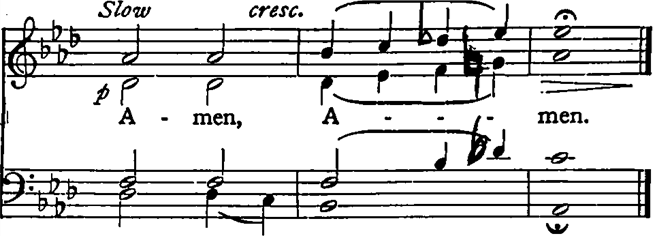 Slow cresc.
p
A - men, A - - - men.